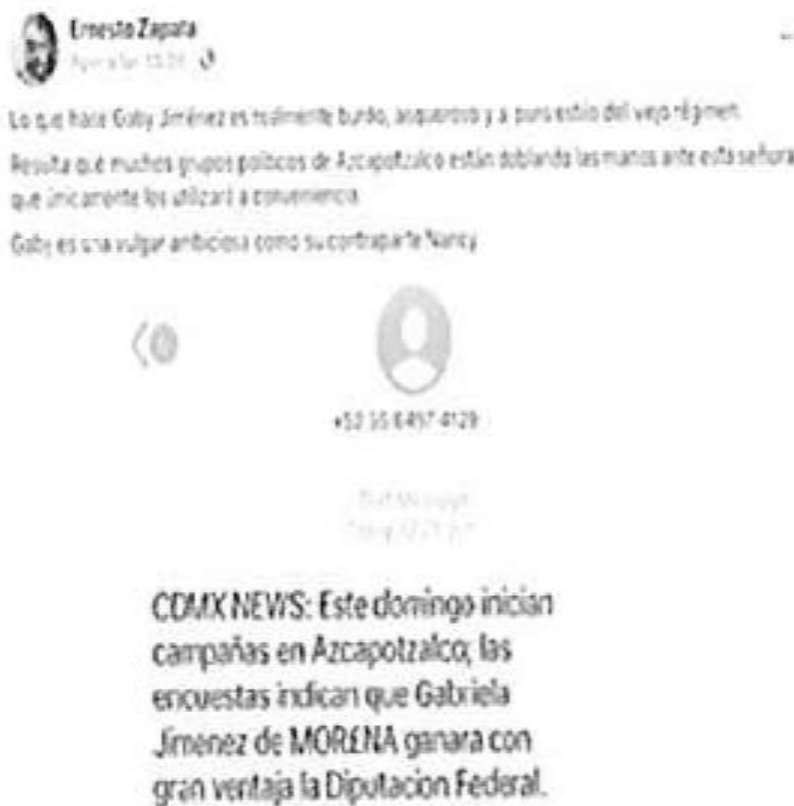 Ernesto Zapata
Lo que hace Gaby Jiménez es realmente burdo, asqueroso y a puro estilo del viejo régimen.
Resulta que muchos grupos políticos de Azcapotzalco están doblando las manos ante esta señora
que únicamente los utilizará a conveniencia
Gaby es una vulgar ambiciosa como su contraparte Nancy
CDMX NEWS: Este domingo inician
campañas en Azcapotzalco; las
encuestas indican que Gabriela
Jimenez de MORENA ganara con
gran ventaja la Diputacion Federal.